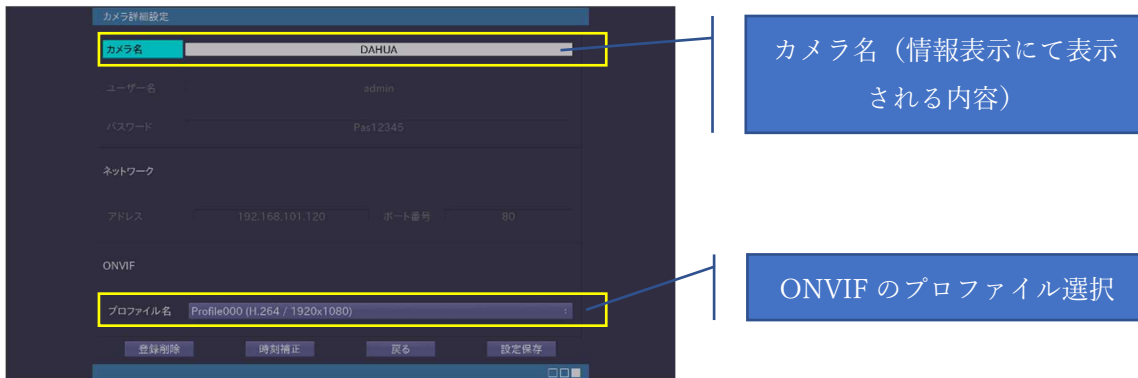 カメラ詳細設定
カメラ名 DAHUA
ユーザー名 admin
パスワード Pas12345
ネットワーク
アドレス 192.168.101.120 ポート番号 80
ONVIF
プロファイル名 Profile000 (H.264 / 1920x1080)
登録削除 時刻補正 戻る 設定保存
カメラ名（情報表示にて表示
される内容）
ONVIF のプロファイル選択